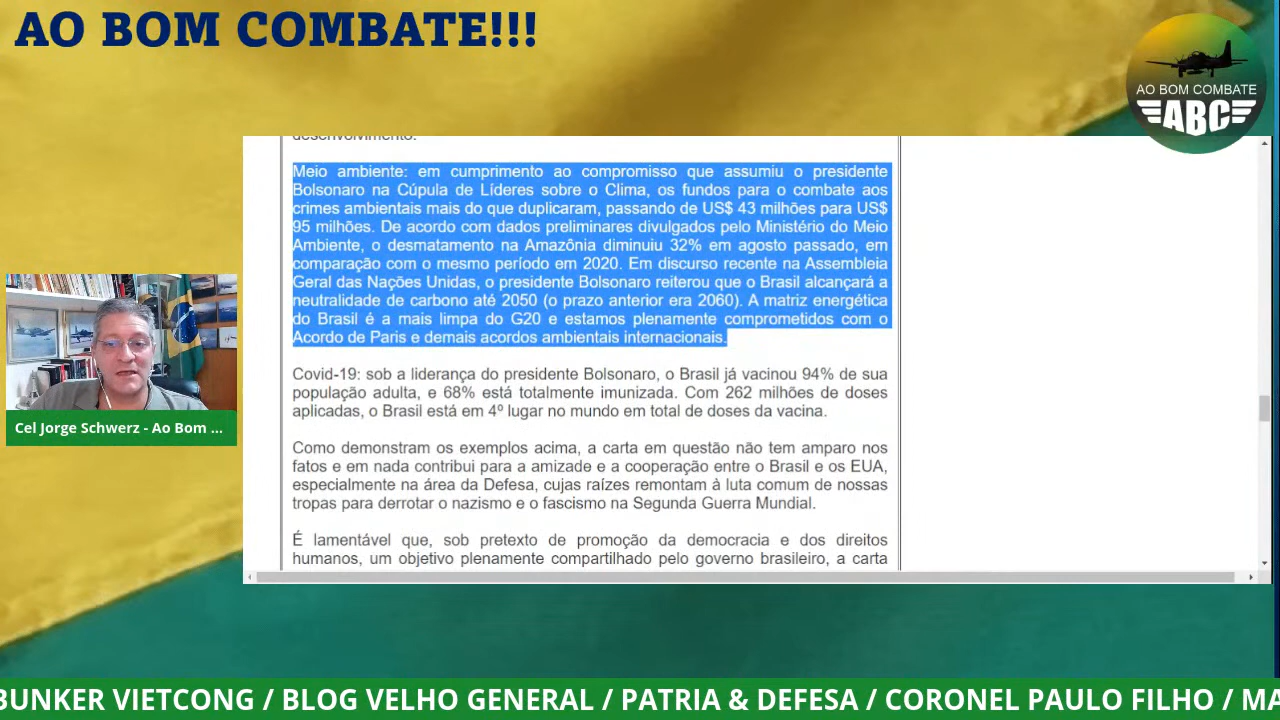 AO BOM COMBATE!!!
AO BOM COMBATE
ABC
desenvolvimento.
Meio ambiente: em cumprimento ao compromisso que assumiu o presidente
Bolsonaro na Cúpula de Líderes sobre o Clima, os fundos para o combate aos
crimes ambientais mais do que duplicaram, passando de US$ 43 milhões para US$
95 milhões. De acordo com dados preliminares divulgados pelo Ministério do Meio
Ambiente, o desmatamento na Amazônia diminuiu 32% em agosto passado, em
comparação com o mesmo período em 2020. Em discurso recente na Assembleia
Geral das Nações Unidas, o presidente Bolsonaro reiterou que o Brasil alcançará a
neutralidade de carbono até 2050 (o prazo anterior era 2060). A matriz energética
do Brasil é a mais limpa do G20 e estamos plenamente comprometidos com o
Acordo de Paris e demais acordos ambientais internacionais.
Covid-19: sob a liderança do presidente Bolsonaro, o Brasil já vacinou 94% de sua
população adulta, e 68% está totalmente imunizada. Com 262 milhões de doses
aplicadas, o Brasil está em 4º lugar no mundo em total de doses da vacina.
Como demonstram os exemplos acima, a carta em questão não tem amparo nos
fatos e em nada contribui para a amizade e a cooperação entre o Brasil e os EUA,
especialmente na área da Defesa, cujas raízes remontam à luta comum de nossas
tropas para derrotar o nazismo e o fascismo na Segunda Guerra Mundial.
É lamentável que, sob pretexto de promoção da democracia e dos direitos
humanos, um objetivo plenamente compartilhado pelo governo brasileiro, a carta
Cel Jorge Schwerz - Ao Bom ...
BUNKER VIETCONG / BLOG VELHO GENERAL / PATRIA & DEFESA / CORONEL PAULO FILHO / MA